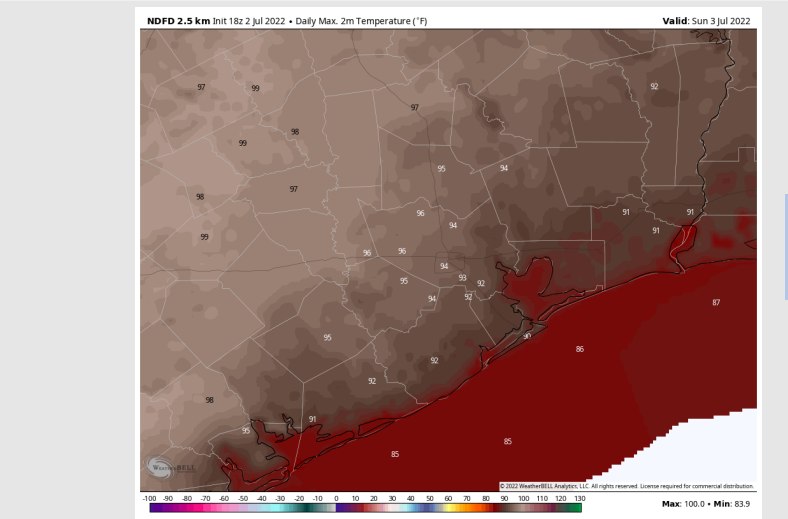 NDFD 2.5 km Init 18z 2 Jul 2022 • Daily Max. 2m Temperature (°F)
Valid: Sun 3 Jul 2022
97 99 92
97
98
99
95 94
97
98
96 91 91
94 91
99
96 96
94
95 93 92
94 92
87
95 90
86
92
92
98
91
95
85
85
WeatherBELL
© 2022 WeatherBELL Analytics, LLC. All rights reserved. License required for commercial distribution.
-100 -90 -80 -70 -60 -50 -40 -30 -20 -10 0 10 20 30 40 50 60 70 80 90 100 110 120 130
Max: 100.0 • Min: 83.9